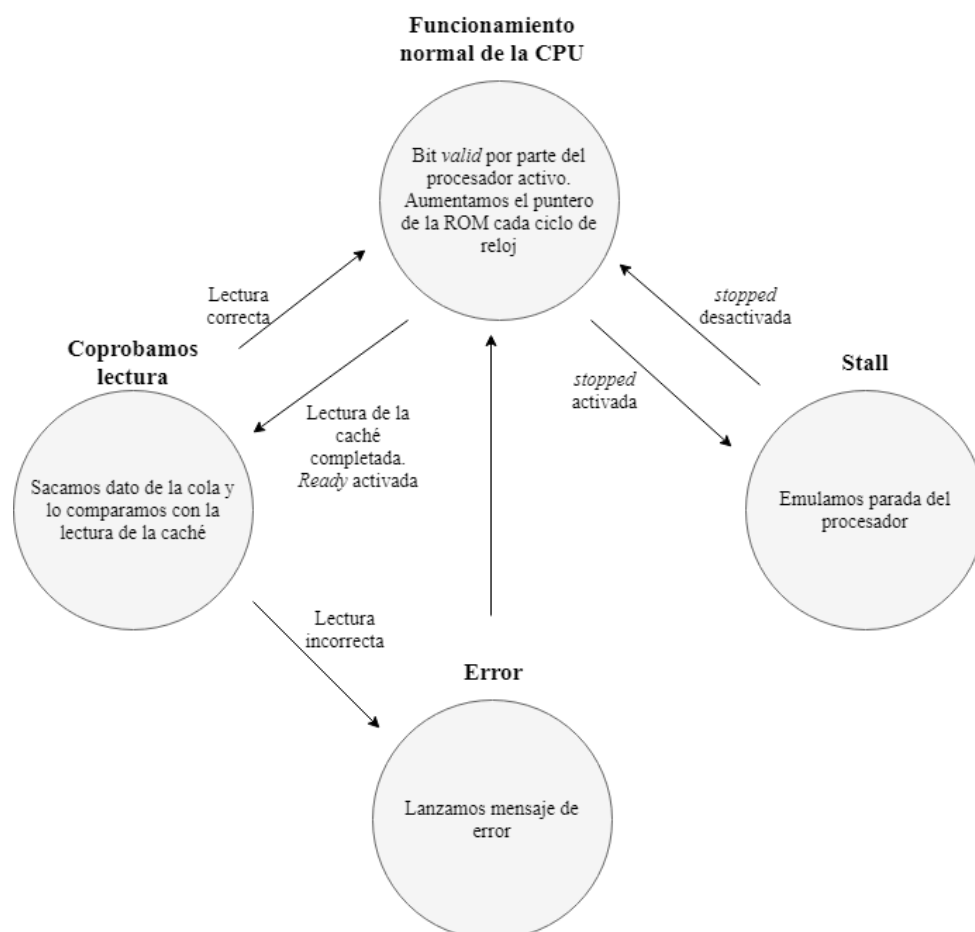 Funcionamiento
normal de la CPU
Bit valid por parte del
procesador activo.
Aumentamos el puntero
de la ROM cada ciclo de
reloj
Lectura
correcta
stopped
desactivada
Coprobamos
lectura
Stall
stopped
activada
Lectura de la
caché
completada.
Ready activada
Sacamos dato de la cola y
lo comparamos con la
lectura de la caché
Emulamos parada del
procesador
Lectura
incorrecta
Error
Lanzamos mensaje de
error